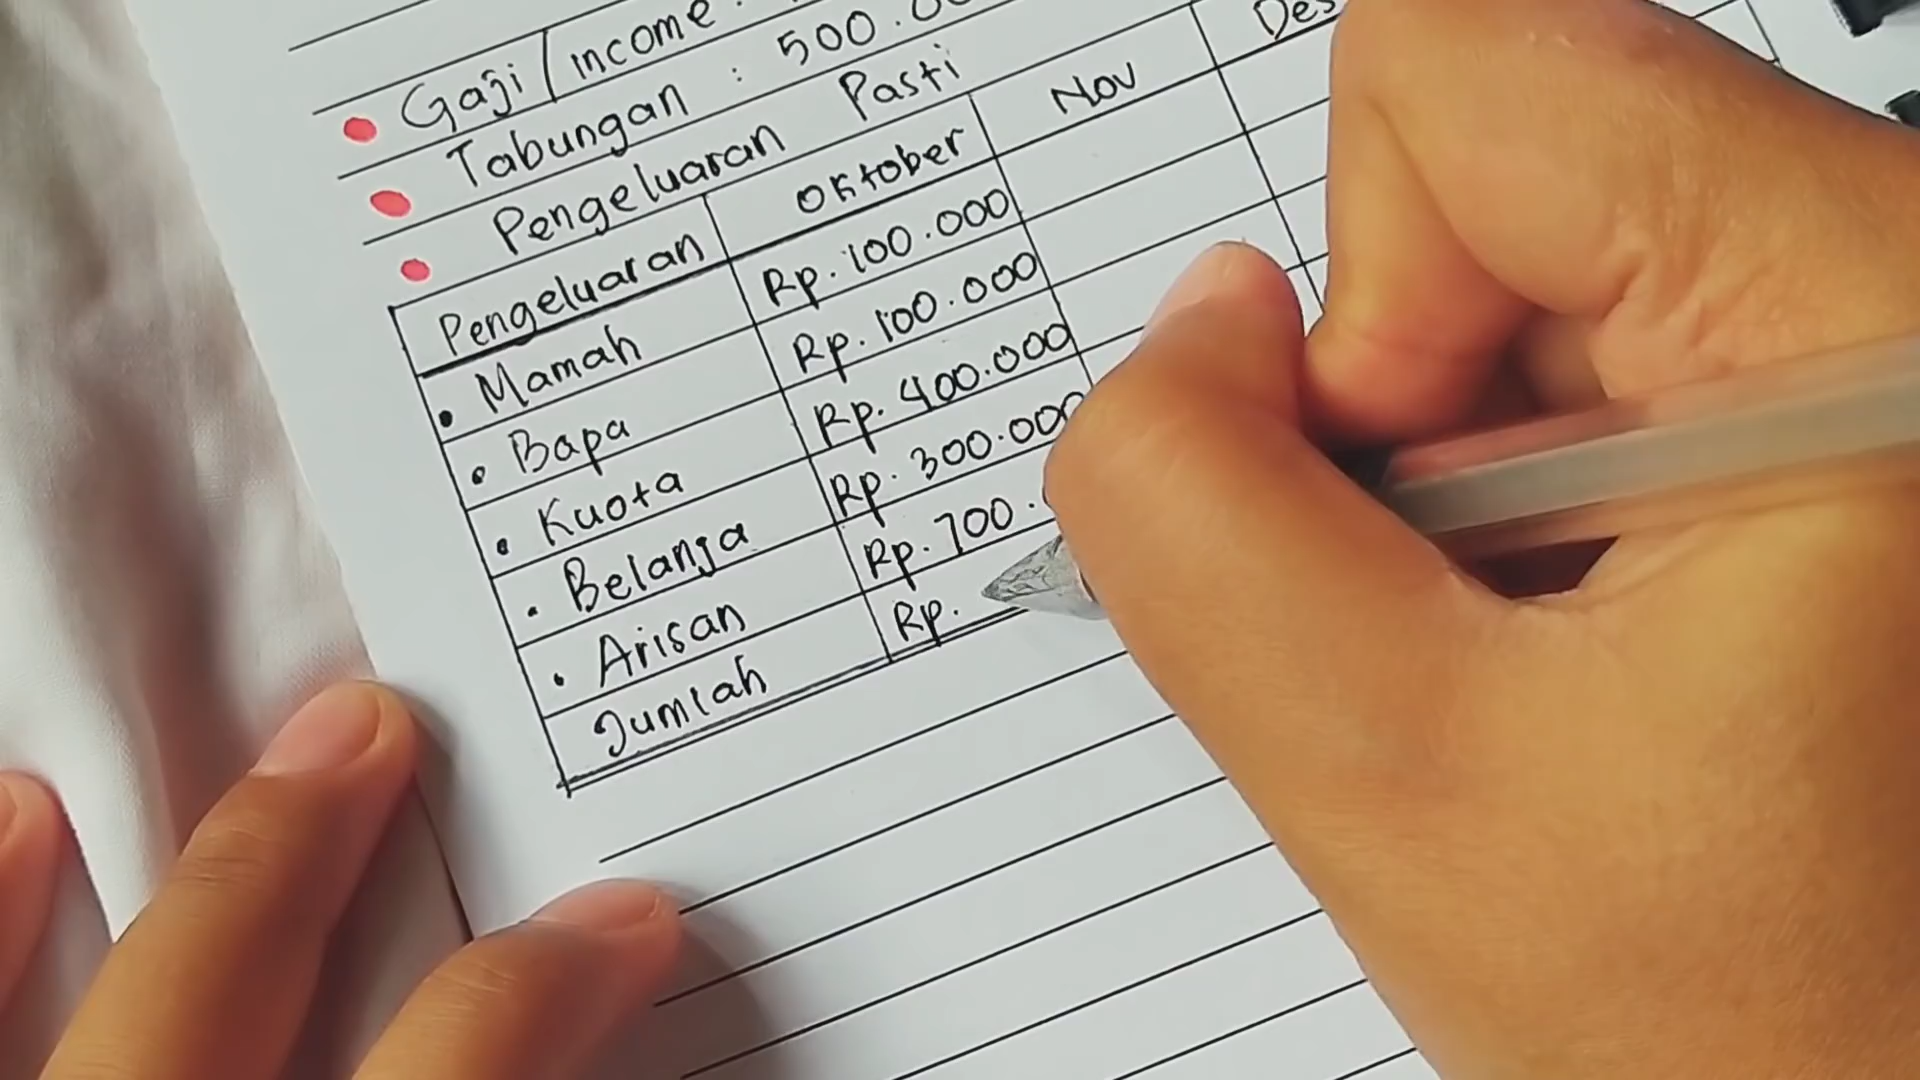 Gaji/income :
Tabungan : 500.0
Pengeluaran Pasti
Pengeluaran Oktober Nov Des
• Mamah Rp. 100.000
• Bapa Rp. 100.000
• Kuota Rp. 400.000
• Belanja Rp. 300.000
• Arisan Rp. 700.
Jumlah Rp.